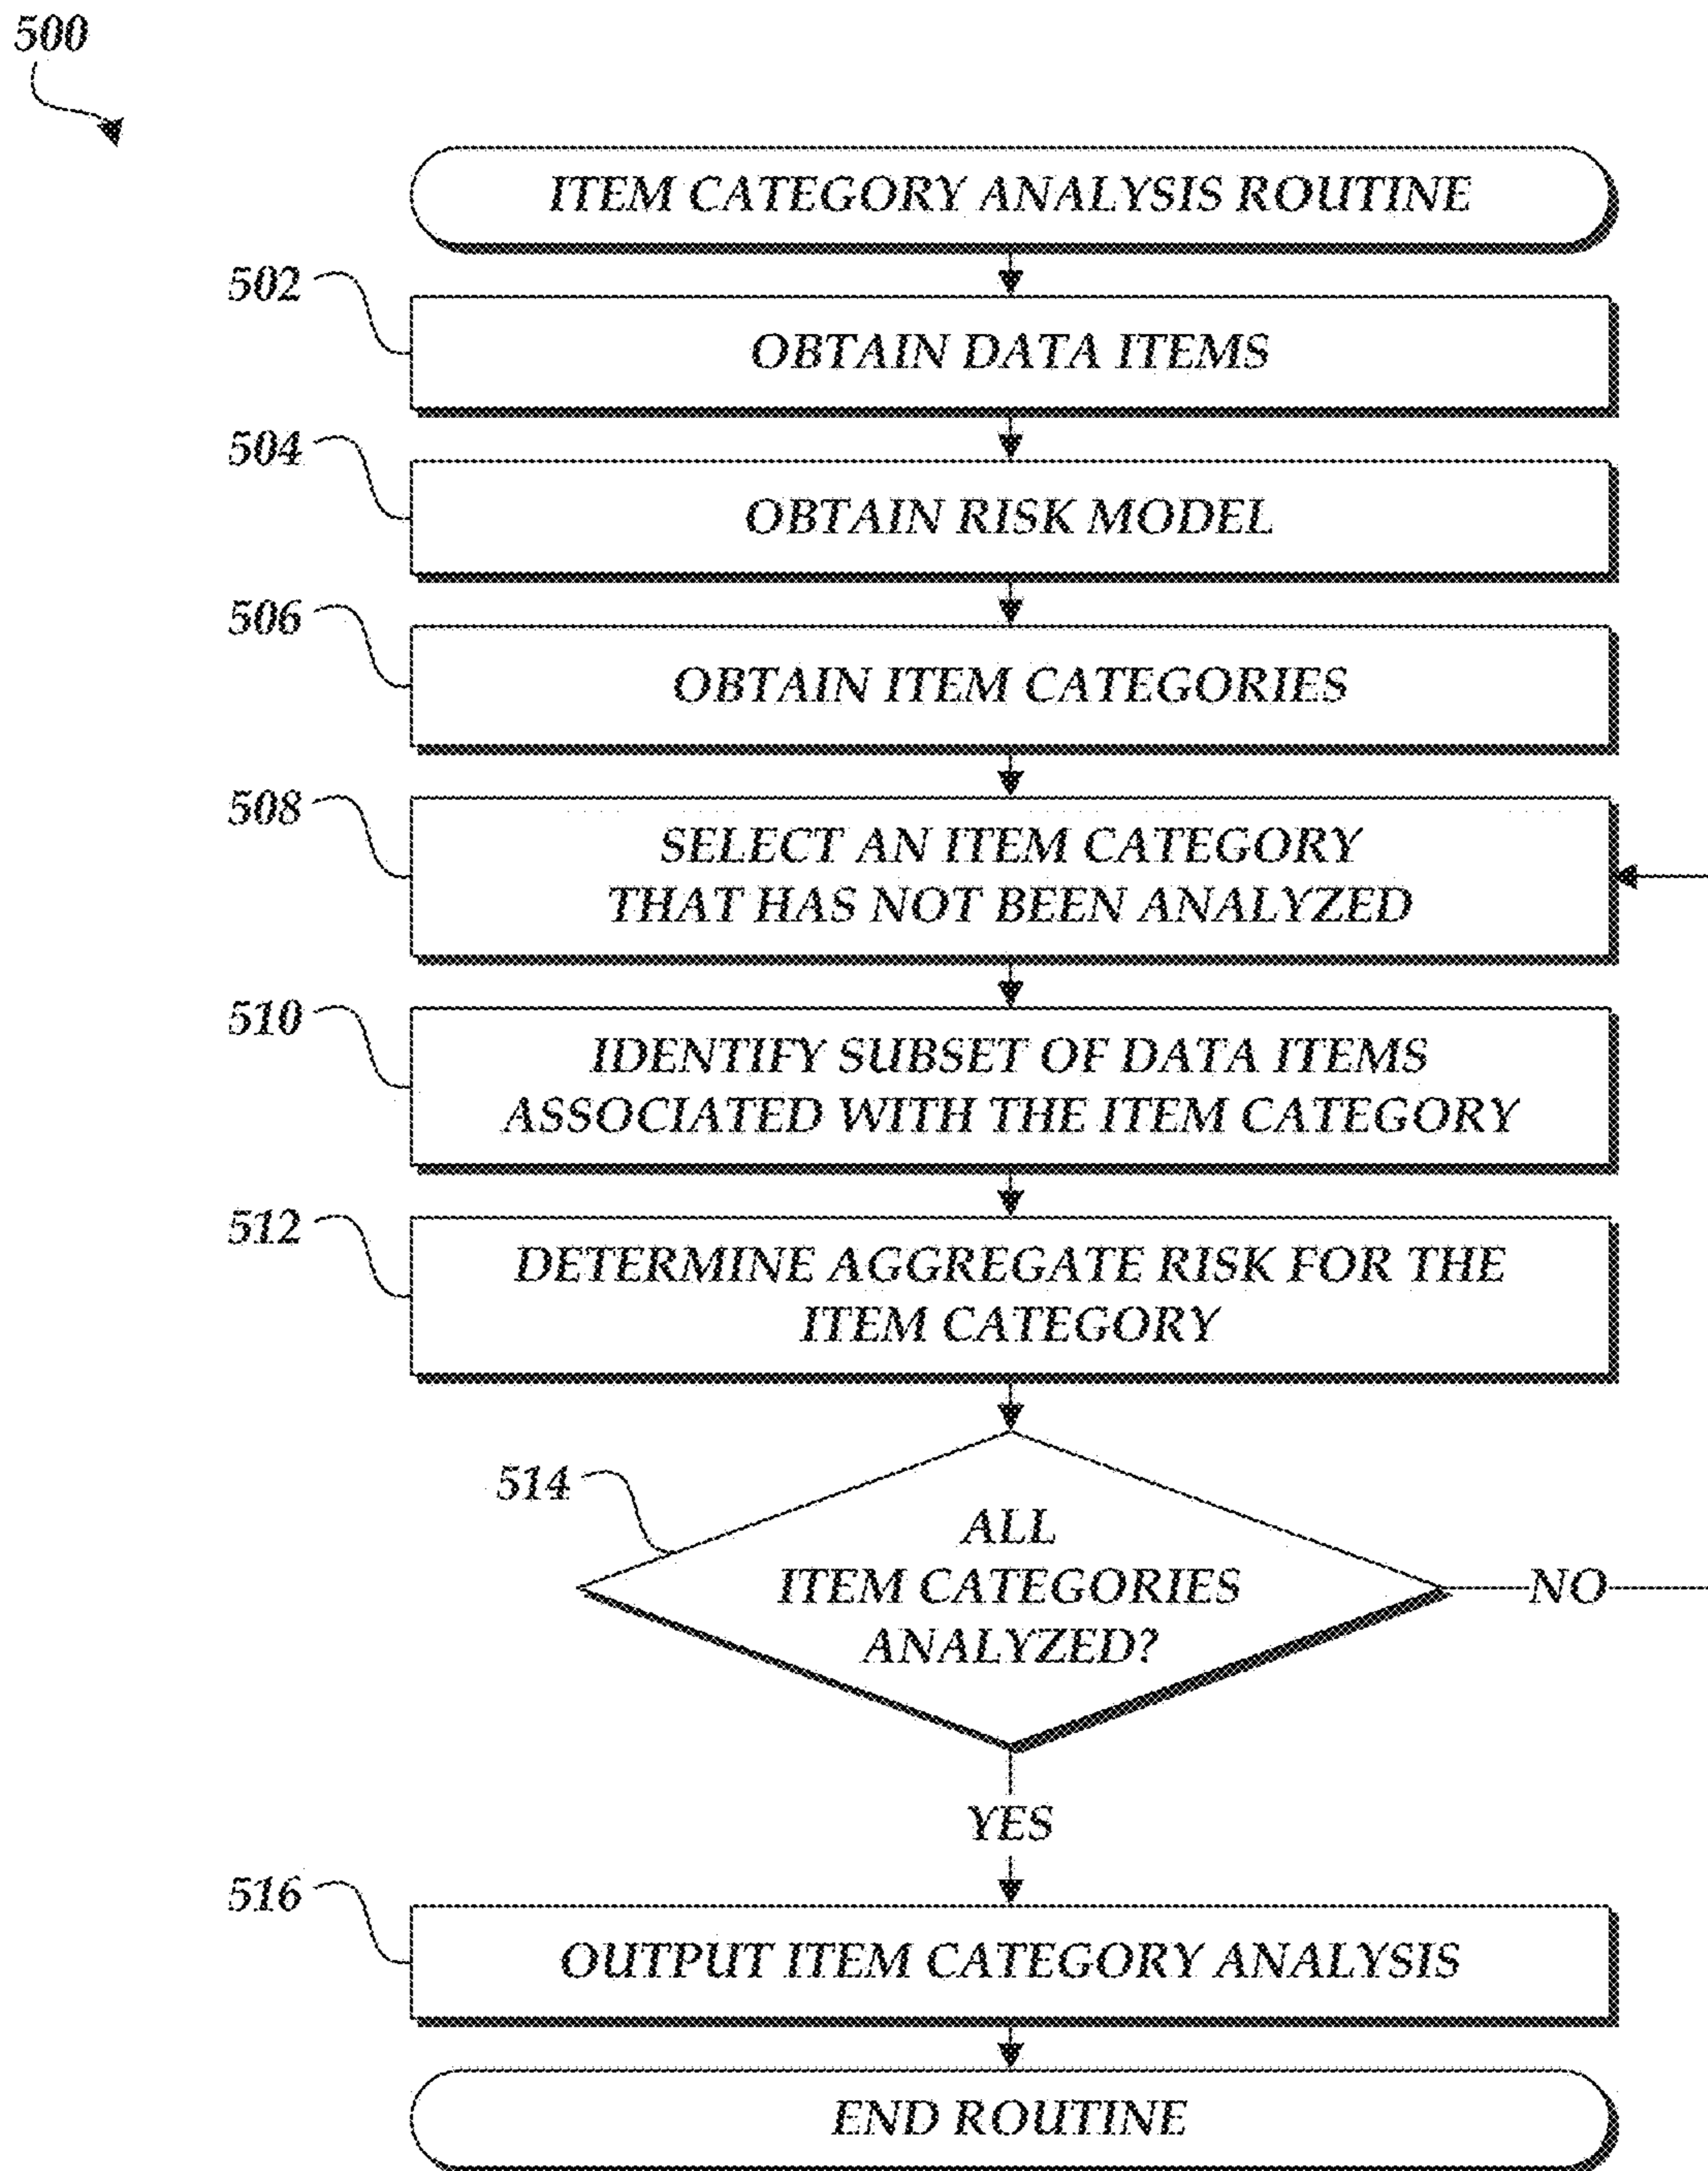 500
ITEM CATEGORY ANALYSIS ROUTINE
502
OBTAIN DATA ITEMS
504
OBTAIN RISK MODEL
506
OBTAIN ITEM CATEGORIES
508
SELECT AN ITEM CATEGORY
THAT HAS NOT BEEN ANALYZED
510
IDENTIFY SUBSET OF DATA ITEMS
ASSOCIATED WITH THE ITEM CATEGORY
512
DETERMINE AGGREGATE RISK FOR THE
ITEM CATEGORY
514
ALL
ITEM CATEGORIES
ANALYZED?
NO
YES
516
OUTPUT ITEM CATEGORY ANALYSIS
END ROUTINE